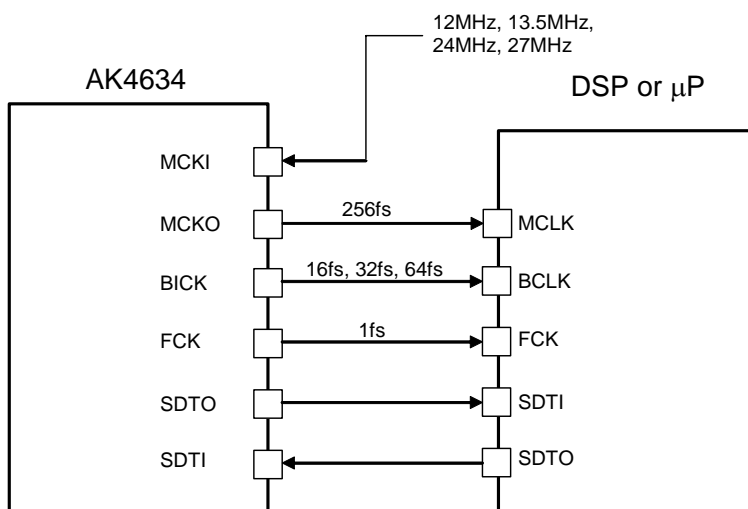 12MHz, 13.5MHz,
24MHz, 27MHz
AK4634
DSP or μP
MCKI
MCKO
256fs
MCLK
BICK
16fs, 32fs, 64fs
BCLK
FCK
1fs
FCK
SDTO
SDTI
SDTI
SDTO